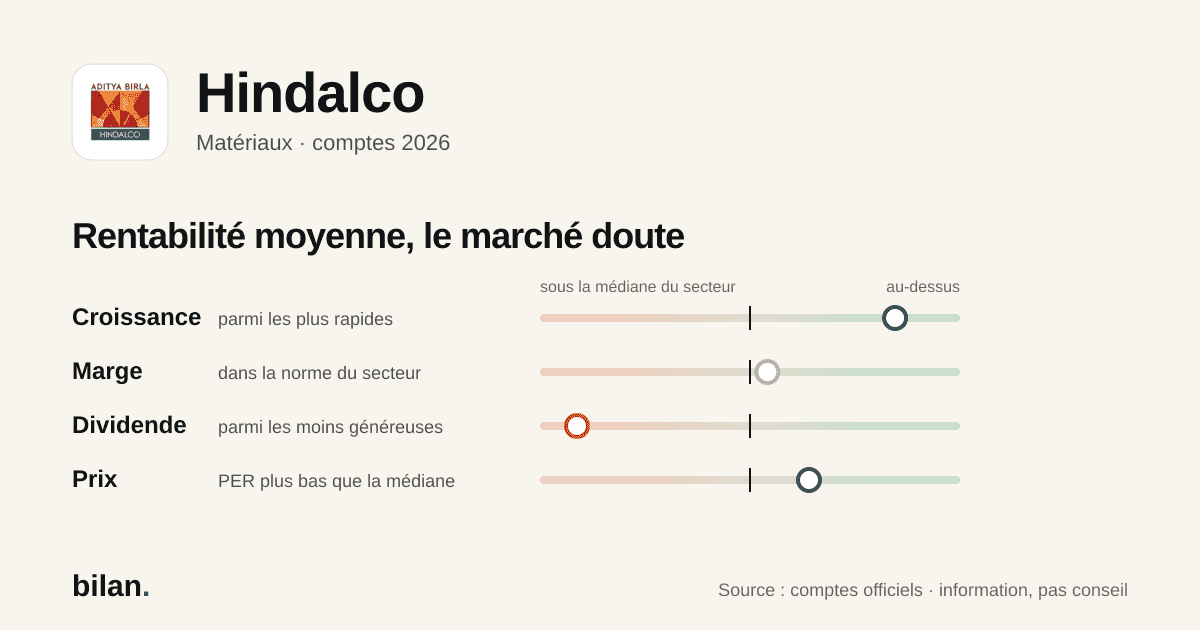 ADITYA BIRLA
HINDALCO
Hindalco
Matériaux · comptes 2026
Rentabilité moyenne, le marché doute
sous la médiane du secteur au-dessus
Croissance parmi les plus rapides
Marge dans la norme du secteur
Dividende parmi les moins généreuses
Prix PER plus bas que la médiane
bilan.
Source : comptes officiels · information, pas conseil